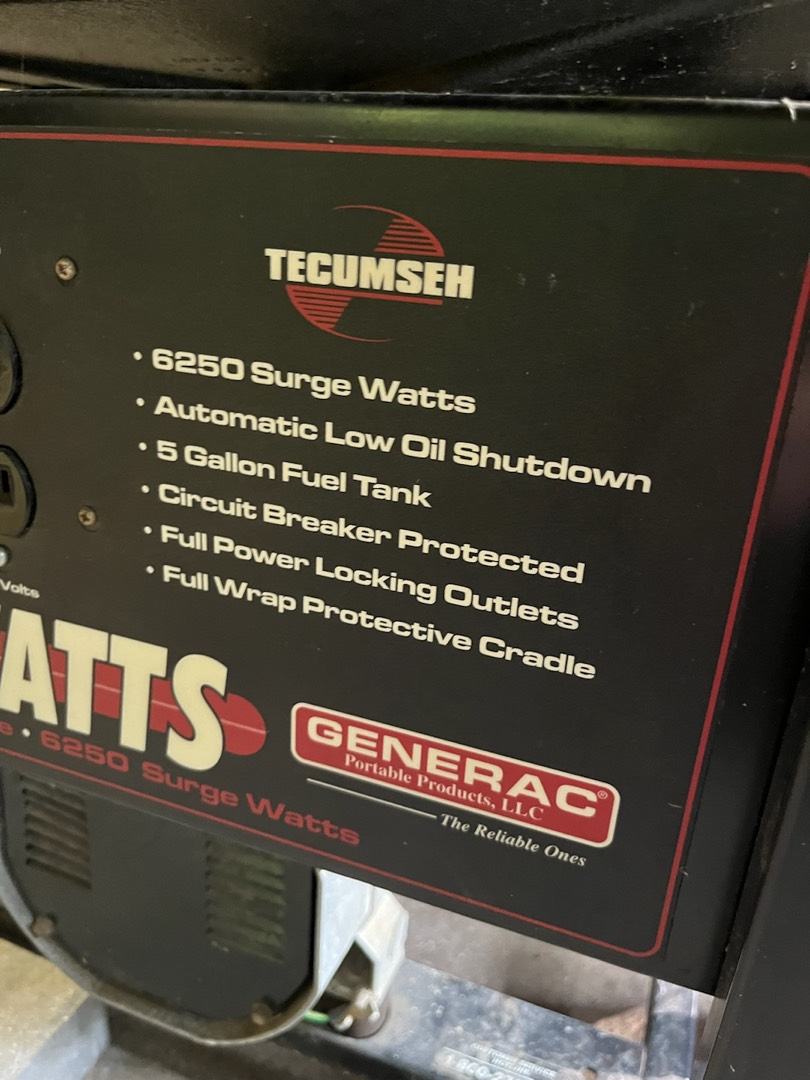 TECUMSEH
• 6250 Surge Watts
• Automatic Low Oil Shutdown
• 5 Gallon Fuel Tank
• Circuit Breaker Protected
• Full Power Locking Outlets
• Full Wrap Protective Cradle
Volts
ATTS
e • 6250 Surge Watts
GENERAC®
Portable Products, LLC
The Reliable Ones